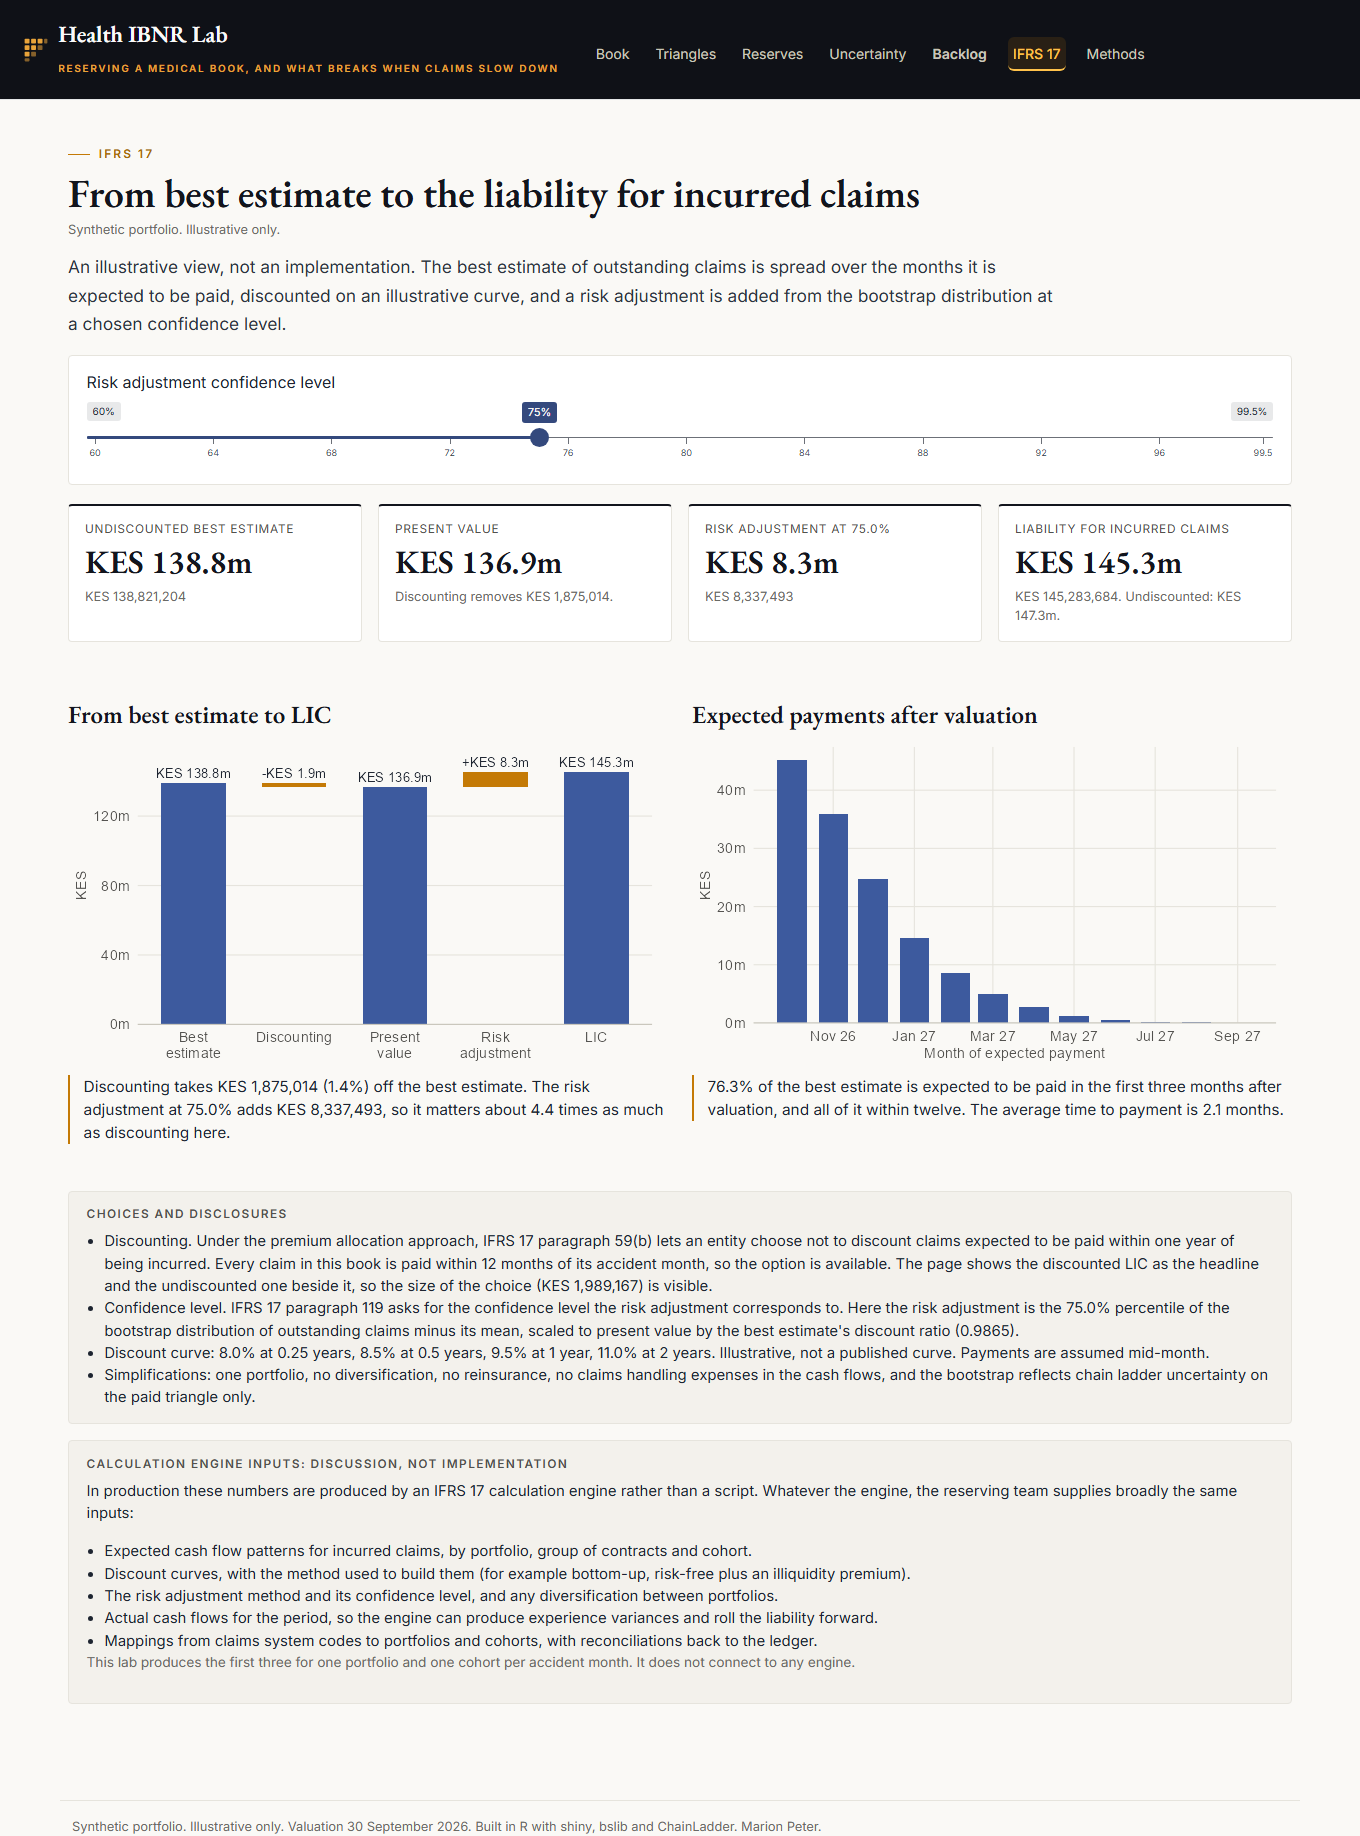 Health IBNR Lab
RESERVING A MEDICAL BOOK, AND WHAT BREAKS WHEN CLAIMS SLOW DOWN
Book Triangles Reserves Uncertainty Backlog IFRS 17 Methods
IFRS 17
From best estimate to the liability for incurred claims
Synthetic portfolio. Illustrative only.
An illustrative view, not an implementation. The best estimate of outstanding claims is spread over the months it is
expected to be paid, discounted on an illustrative curve, and a risk adjustment is added from the bootstrap distribution at
a chosen confidence level.
Risk adjustment confidence level
60% 75% 99.5%
60 64 68 72 76 80 84 88 92 96 99.5
UNDISCOUNTED BEST ESTIMATE
KES 138.8m
KES 138,821,204
PRESENT VALUE
KES 136.9m
Discounting removes KES 1,875,014.
RISK ADJUSTMENT AT 75.0%
KES 8.3m
KES 8,337,493
LIABILITY FOR INCURRED CLAIMS
KES 145.3m
KES 145,283,684. Undiscounted: KES
147.3m.
From best estimate to LIC
KES 138.8m -KES 1.9m KES 136.9m +KES 8.3m KES 145.3m
120m
80m
40m
0m
KES
Best
estimate
Discounting
Present
value
Risk
adjustment
LIC
Discounting takes KES 1,875,014 (1.4%) off the best estimate. The risk
adjustment at 75.0% adds KES 8,337,493, so it matters about 4.4 times as much
as discounting here.
Expected payments after valuation
40m
30m
20m
10m
0m
KES
Nov 26 Jan 27 Mar 27 May 27 Jul 27 Sep 27
Month of expected payment
76.3% of the best estimate is expected to be paid in the first three months after
valuation, and all of it within twelve. The average time to payment is 2.1 months.
CHOICES AND DISCLOSURES
• Discounting. Under the premium allocation approach, IFRS 17 paragraph 59(b) lets an entity choose not to discount claims expected to be paid within one year of
being incurred. Every claim in this book is paid within 12 months of its accident month, so the option is available. The page shows the discounted LIC as the headline
and the undiscounted one beside it, so the size of the choice (KES 1,989,167) is visible.
• Confidence level. IFRS 17 paragraph 119 asks for the confidence level the risk adjustment corresponds to. Here the risk adjustment is the 75.0% percentile of the
bootstrap distribution of outstanding claims minus its mean, scaled to present value by the best estimate's discount ratio (0.9865).
• Discount curve: 8.0% at 0.25 years, 8.5% at 0.5 years, 9.5% at 1 year, 11.0% at 2 years. Illustrative, not a published curve. Payments are assumed mid-month.
• Simplifications: one portfolio, no diversification, no reinsurance, no claims handling expenses in the cash flows, and the bootstrap reflects chain ladder uncertainty on
the paid triangle only.
CALCULATION ENGINE INPUTS: DISCUSSION, NOT IMPLEMENTATION
In production these numbers are produced by an IFRS 17 calculation engine rather than a script. Whatever the engine, the reserving team supplies broadly the same
inputs:
• Expected cash flow patterns for incurred claims, by portfolio, group of contracts and cohort.
• Discount curves, with the method used to build them (for example bottom-up, risk-free plus an illiquidity premium).
• The risk adjustment method and its confidence level, and any diversification between portfolios.
• Actual cash flows for the period, so the engine can produce experience variances and roll the liability forward.
• Mappings from claims system codes to portfolios and cohorts, with reconciliations back to the ledger.
This lab produces the first three for one portfolio and one cohort per accident month. It does not connect to any engine.
Synthetic portfolio. Illustrative only. Valuation 30 September 2026. Built in R with shiny, bslib and ChainLadder. Marion Peter.